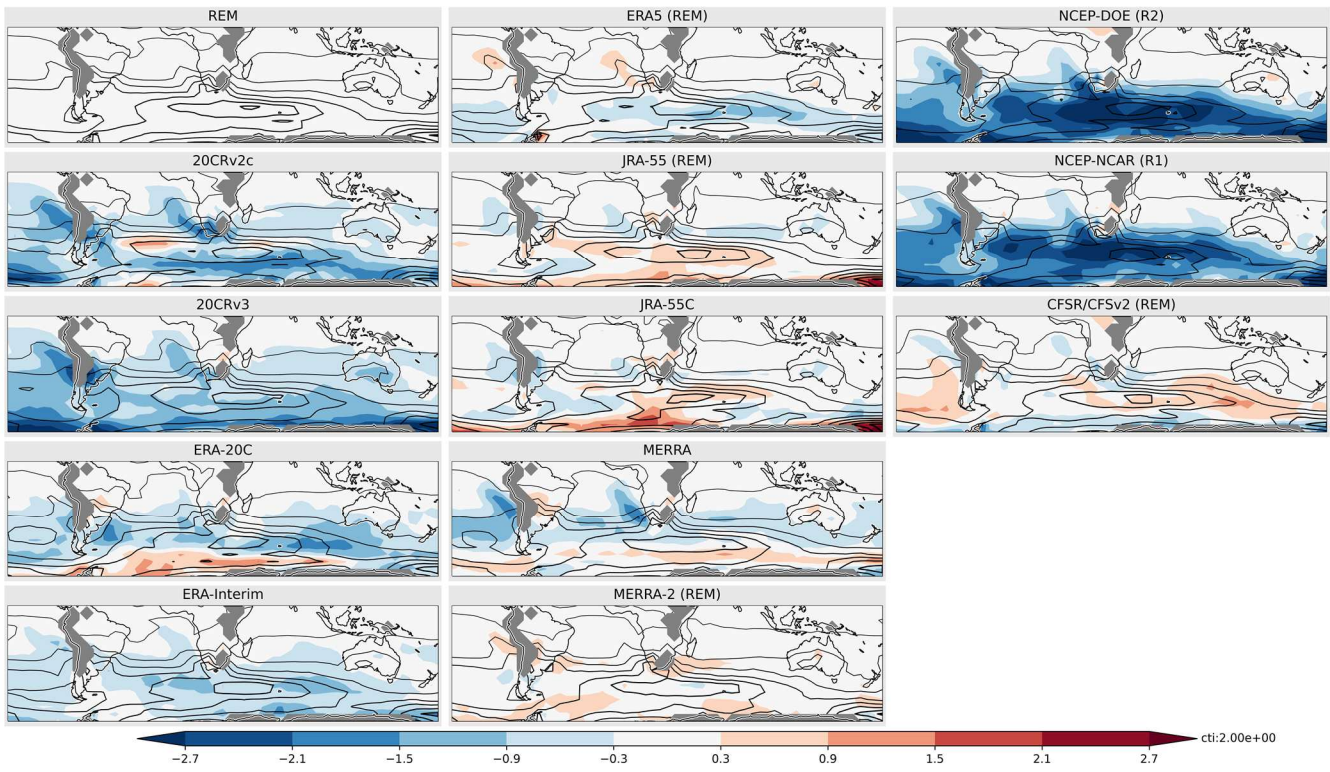 REM
ERA5 (REM)
NCEP-DOE (R2)
20CRv2c
JRA-55 (REM)
NCEP-NCAR (R1)
20CRv3
JRA-55C
CFSR/CFSv2 (REM)
ERA-20C
MERRA
ERA-Interim
MERRA-2 (REM)
cti:2.00e+00
−2.7 −2.1 −1.5 −0.9 −0.3 0.3 0.9 1.5 2.1 2.7